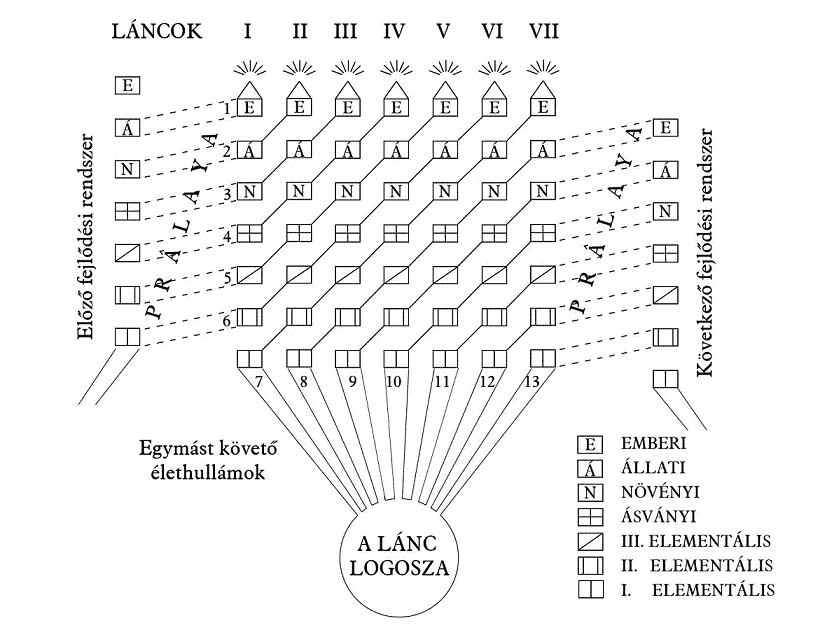 LÁNCOK I II III IV V VI VII
E
1 E E E E E E E
Á E
2 Á Á Á Á Á Á Á
N Á
3 N N N N N N N
N
4
5
6
7 8 9 10 11 12 13
Előző fejlődési rendszer
PRÂLAYA
PRÂLAYA
Következő fejlődési rendszer
Egymást követő
élethullámok
A LÁNC
LOGOSZA
E EMBERI
Á ÁLLATI
N NÖVÉNYI
ÁSVÁNYI
III. ELEMENTÁLIS
II. ELEMENTÁLIS
I. ELEMENTÁLIS